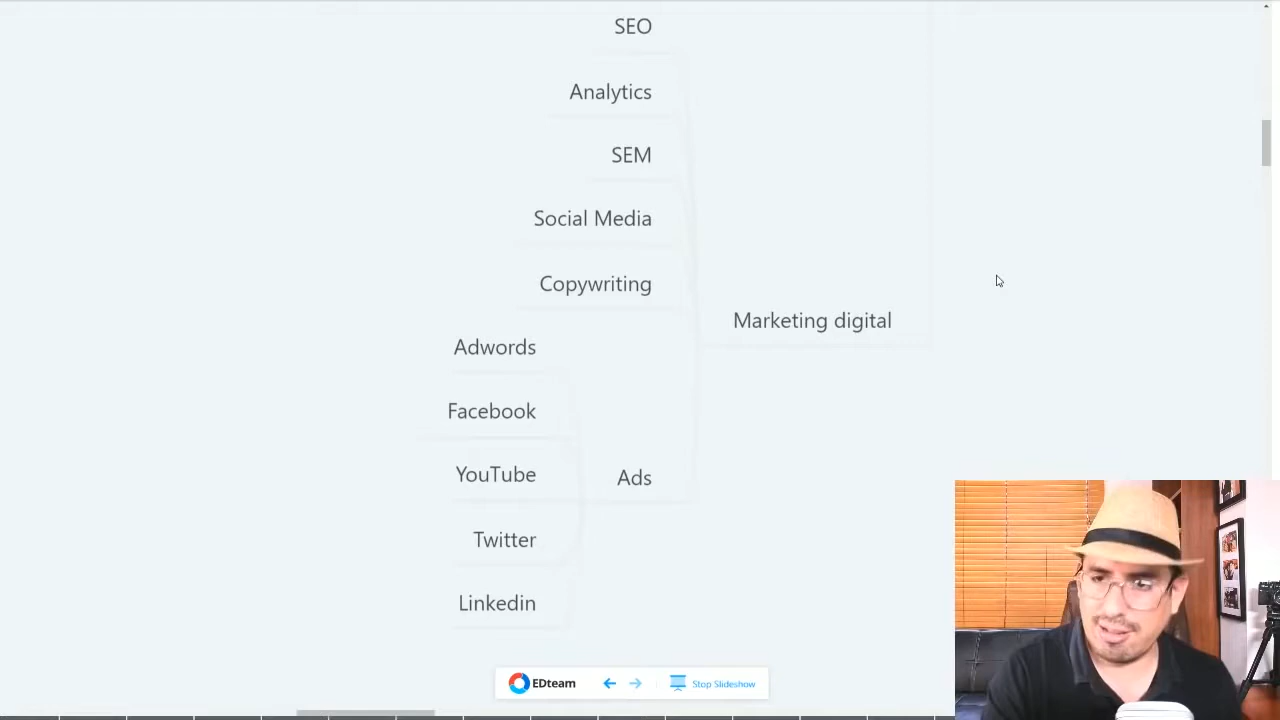 SEO
Analytics
SEM
Social Media
Copywriting
Marketing digital
Adwords
Facebook
YouTube
Ads
Twitter
Linkedin
EDteam
Stop Slideshow